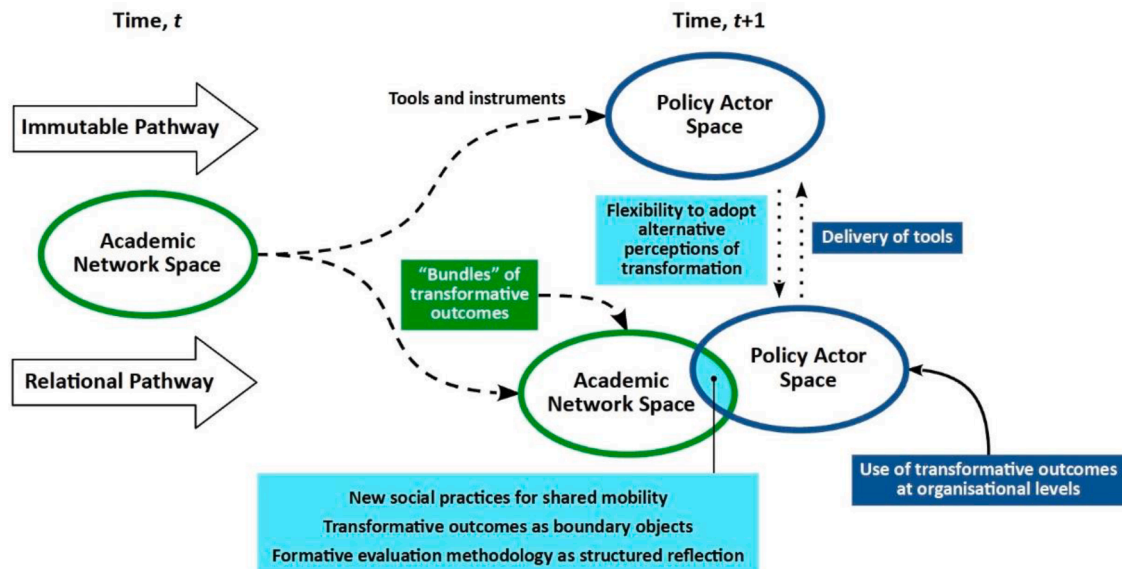 Time, t
Time, t+1
Immutable Pathway
Tools and instruments
Policy Actor
Space
Academic
Network Space
Flexibility to adopt
alternative
perceptions of
transformation
Delivery of tools
“Bundles” of
transformative
outcomes
Relational Pathway
Academic
Network Space
Policy Actor
Space
Use of transformative outcomes
at organisational levels
New social practices for shared mobility
Transformative outcomes as boundary objects
Formative evaluation methodology as structured reflection